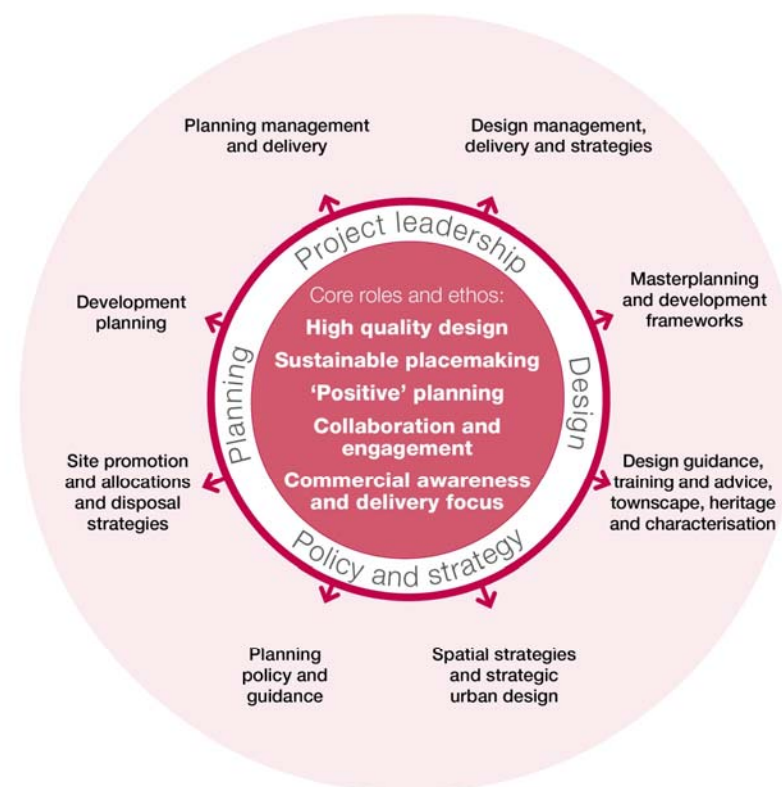 Planning management
and delivery
Design management,
delivery and strategies
Project leadership
Development
planning
Masterplanning
and development
frameworks
Planning
Core roles and ethos:
High quality design
Sustainable placemaking
‘Positive’ planning
Collaboration and
engagement
Commercial awareness
and delivery focus
Design
Site promotion
and allocations
and disposal
strategies
Design guidance,
training and advice,
townscape, heritage
and characterisation
Policy and strategy
Planning
policy and
guidance
Spatial strategies
and strategic
urban design